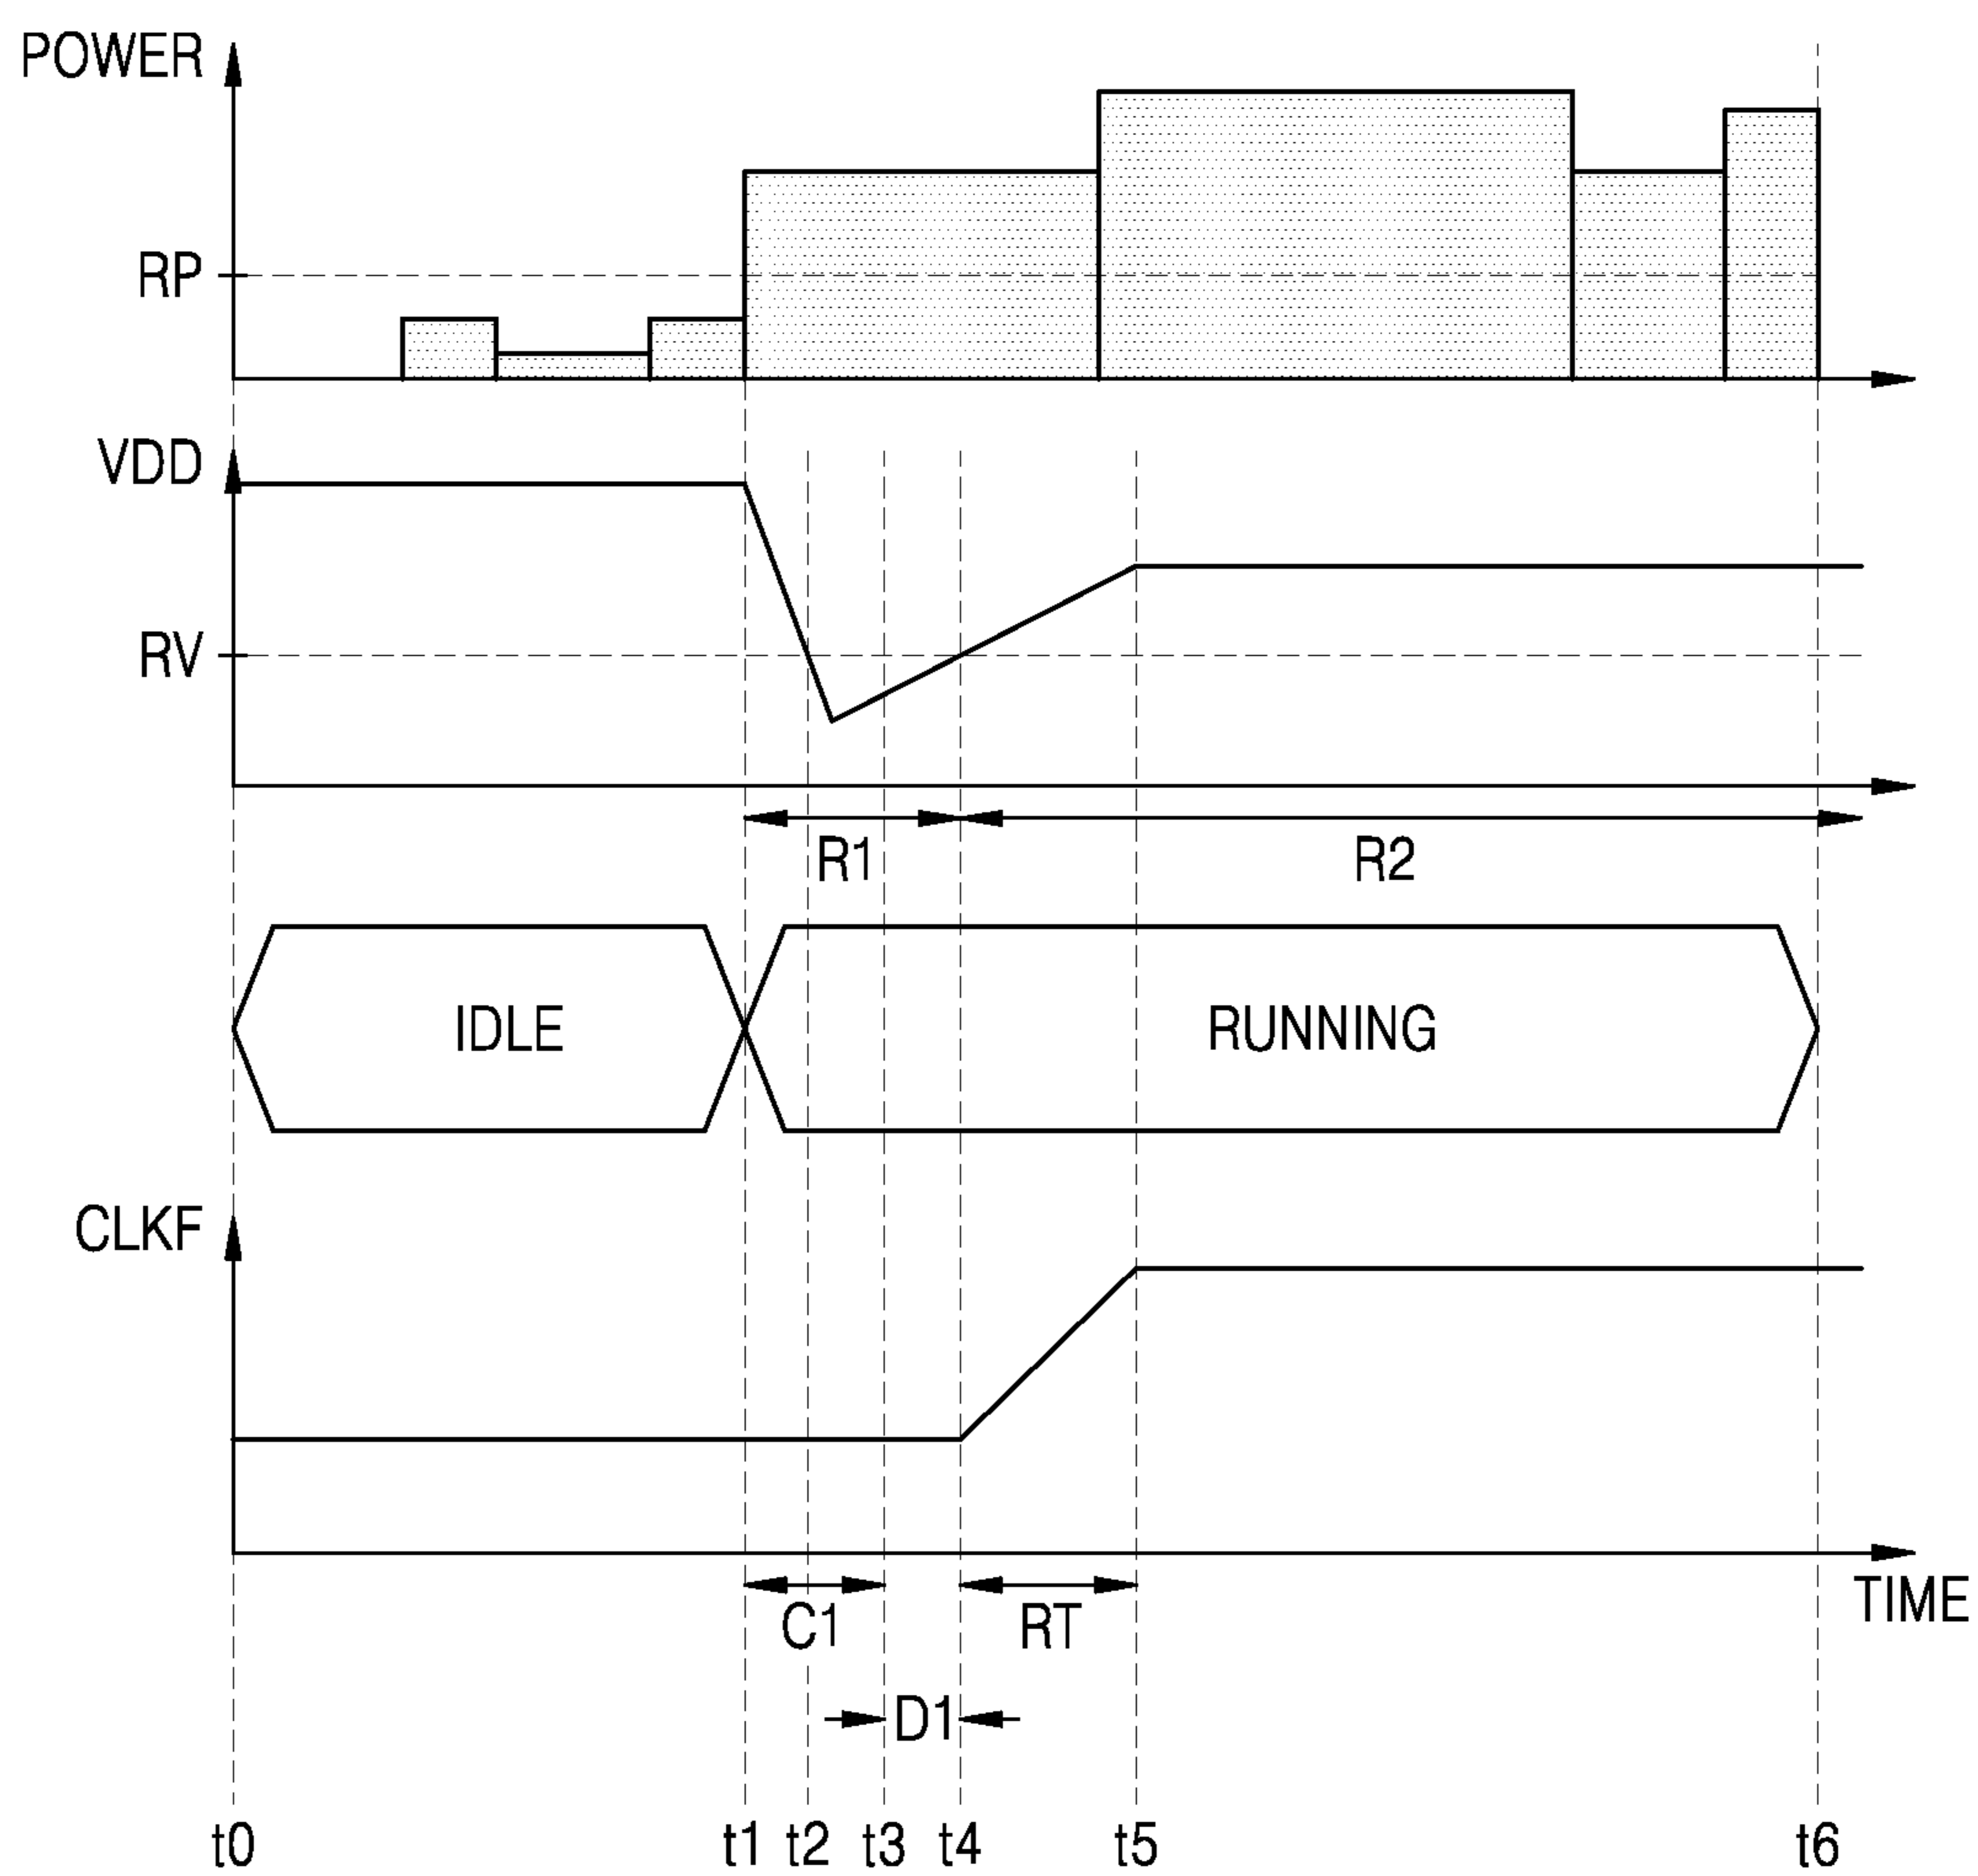 POWER
RP
VDD
RV
R1 R2
IDLE RUNNING
CLKF
TIME
C1 RT
D1
t0 t1 t2 t3 t4 t5 t6